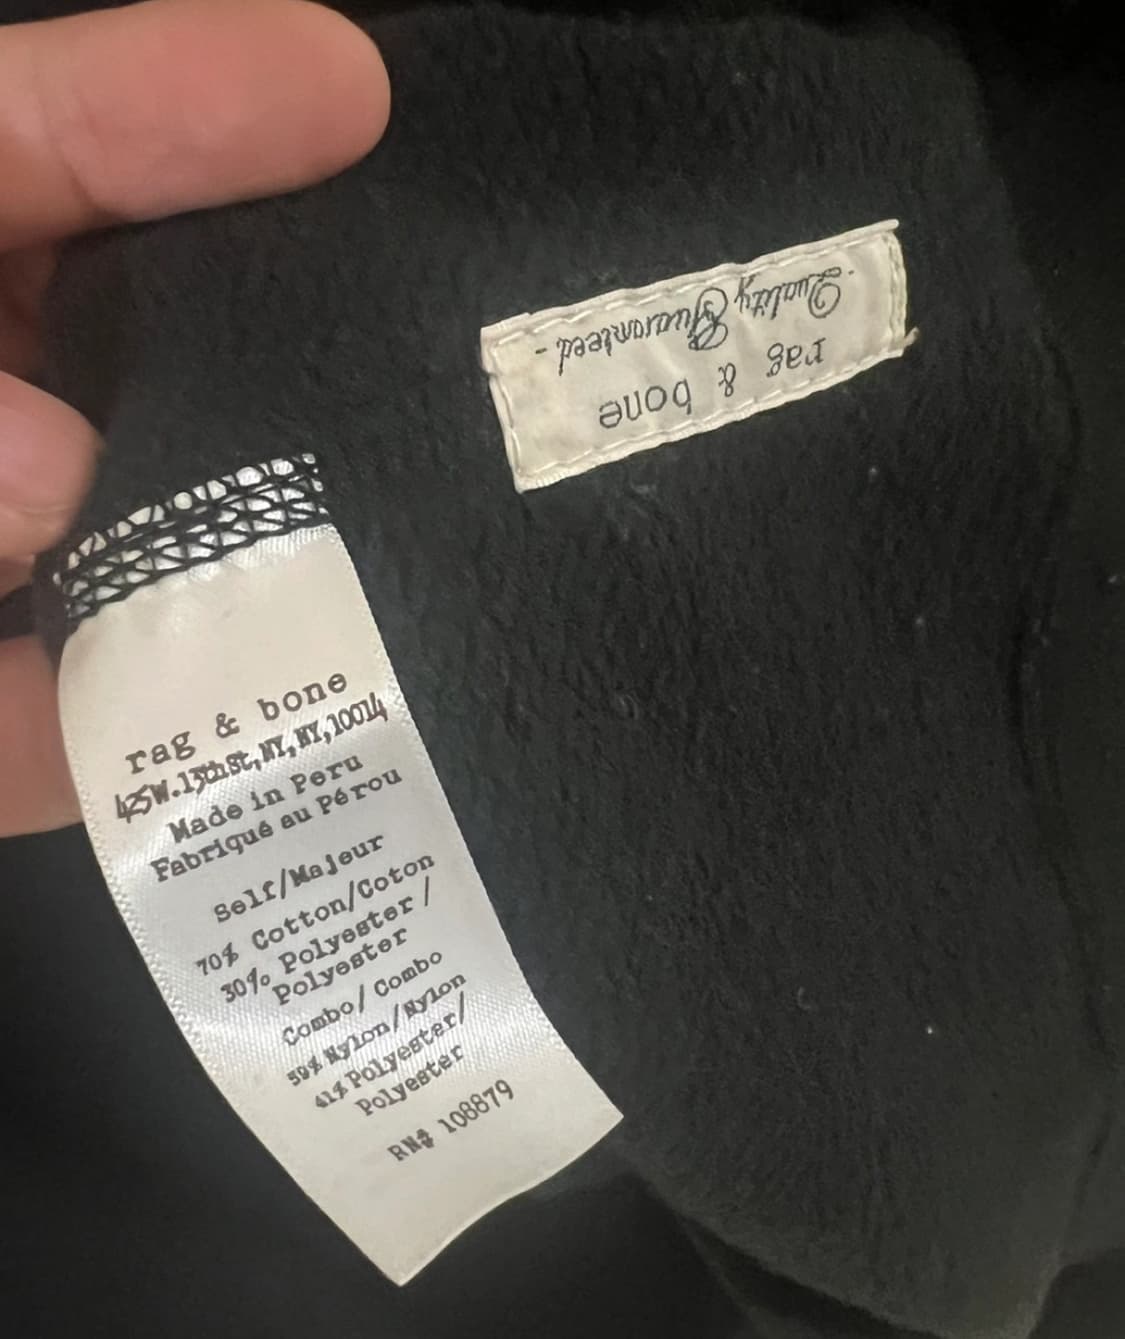 - Quality Guaranteed -
rag & bone
rag & bone
425W.13th St,NY,NY,10014
Made in Peru
Fabriqué au Pérou
Self/Majeur
70% Cotton/Coton
30% Polyester /
Polyester
Combo/ Combo
59% Nylon/Nylon
41% Polyester/
Polyester
RN# 108879